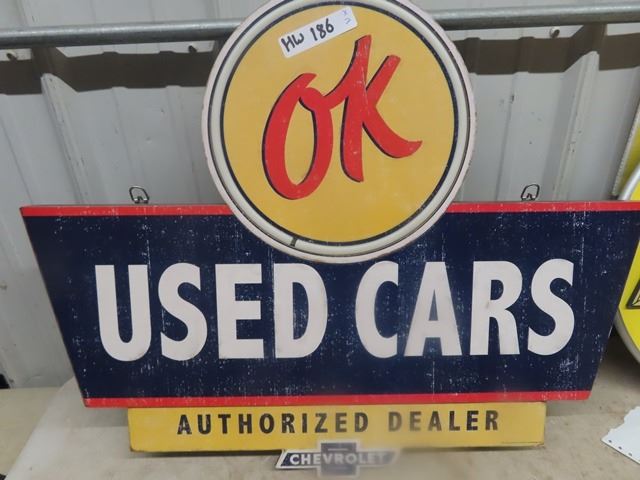 HW 186
OK
USED CARS
AUTHORIZED DEALER
CHEVROLET